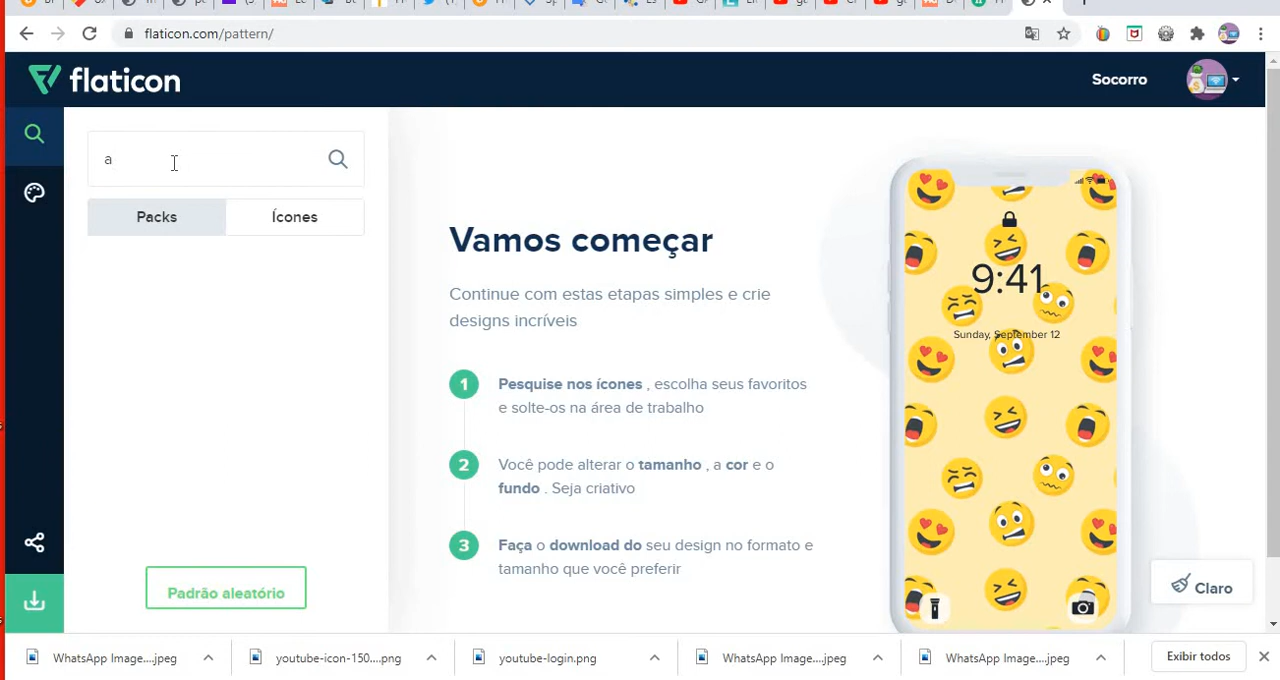 flaticon.com/pattern/
flaticon
Socorro
a
Packs
Ícones
Padrão aleatório
Vamos começar
Continue com estas etapas simples e crie
designs incríveis
1
Pesquise nos ícones , escolha seus favoritos
e solte-os na área de trabalho
2
Você pode alterar o tamanho , a cor e o
fundo . Seja criativo
3
Faça o download do seu design no formato e
tamanho que você preferir
9:41
Sunday, September 12
Claro
WhatsApp Image....jpeg
youtube-icon-150....png
youtube-login.png
WhatsApp Image....jpeg
WhatsApp Image....jpeg
Exibir todos